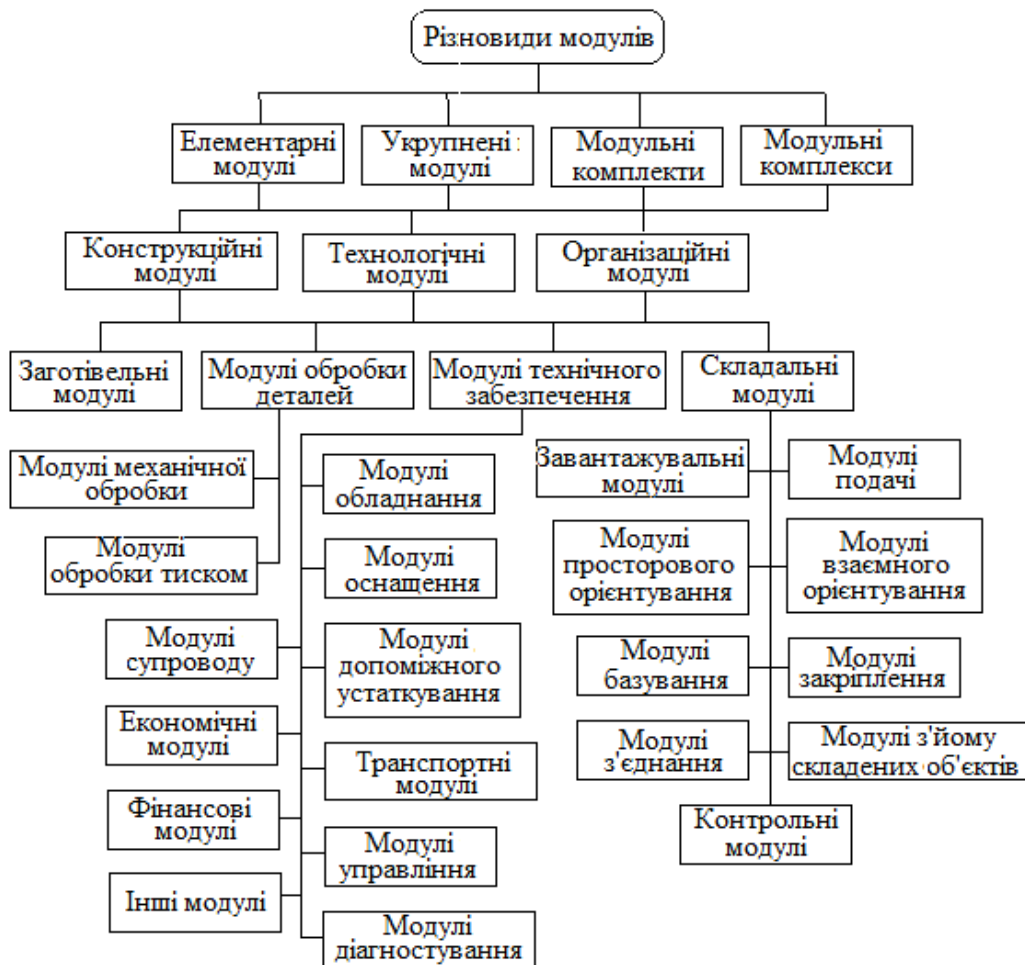 Різновиди модулів
Елементарні
модулі
Укрупнені
модулі
Модульні
комплекти
Модульні
комплекси
Конструкційні
модулі
Технологічні
модулі
Організаційні
модулі
Заготівельні
модулі
Модулі обробки
деталей
Модулі технічного
забезпечення
Складальні
модулі
Модулі механічної
обробки
Модулі
обробки тиском
Модулі
обладнання
Модулі
оснащення
Модулі
супроводу
Модулі
допоміжного
устаткування
Економічні
модулі
Транспортні
модулі
Фінансові
модулі
Модулі
управління
Інші модулі
Модулі
діагностування
Завантажувальні
модулі
Модулі
подачі
Модулі
просторового
орієнтування
Модулі
взаємного
орієнтування
Модулі
базування
Модулі
закріплення
Модулі
з'єднання
Модулі з'йому
складених об'єктів
Контрольні
модулі